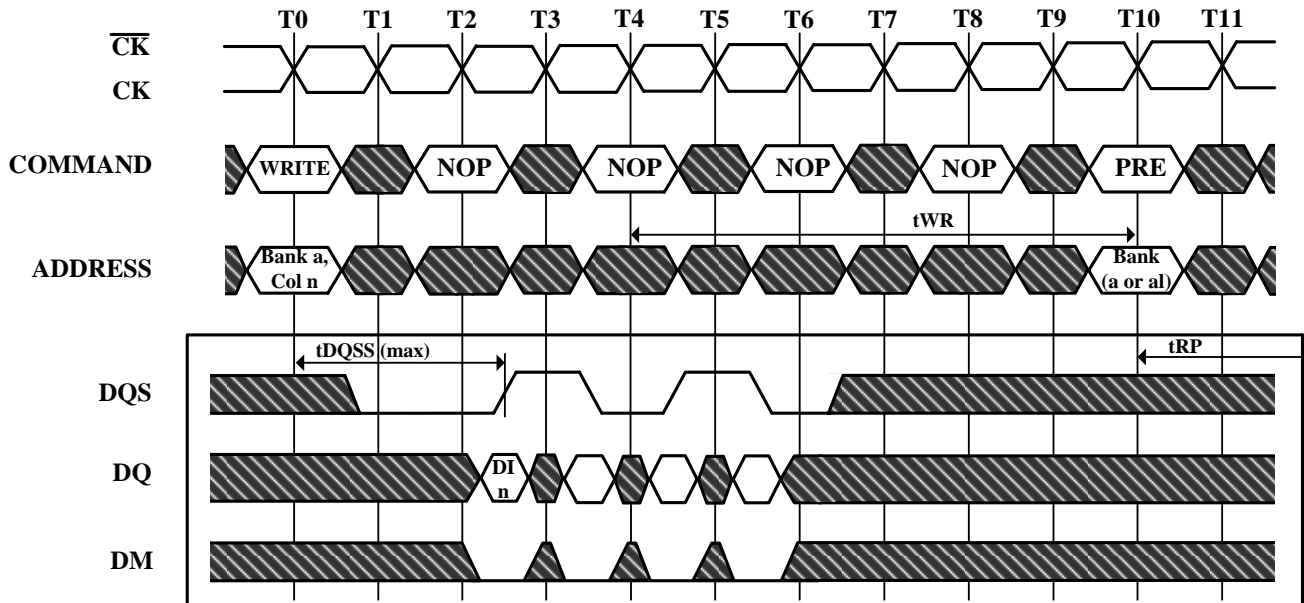 T0 T1 T2 T3 T4 T5 T6 T7 T8 T9 T10 T11
CK
CK
COMMAND
WRITE NOP NOP NOP NOP PRE
tWR
ADDRESS
Bank a,
Col n
Bank
(a or al)
tDQSS (max)
tRP
DQS
DQ
DI
n
DM